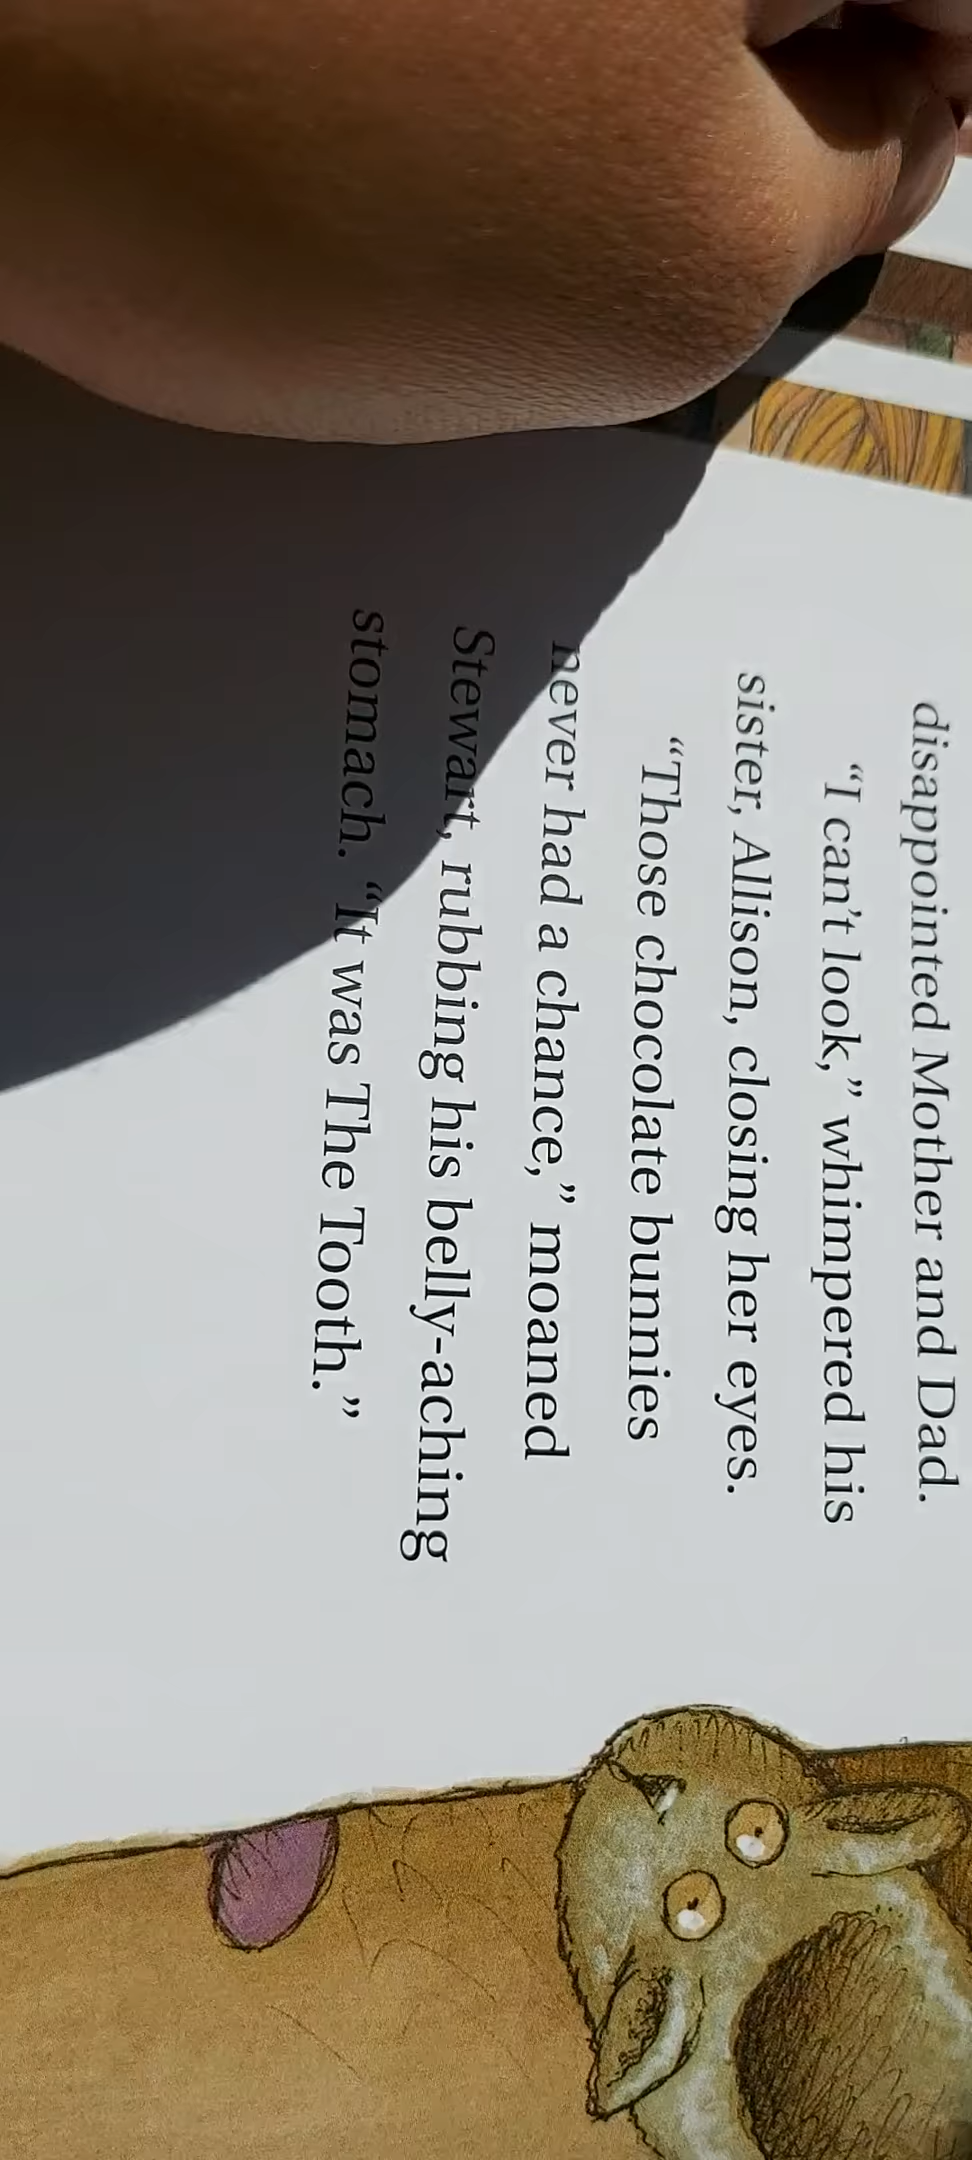 disappointed Mother and Dad.
“I can’t look,” whimpered his
sister, Allison, closing her eyes.
“Those chocolate bunnies
never had a chance,” moaned
Stewart, rubbing his belly-aching
stomach. “It was The Tooth.”